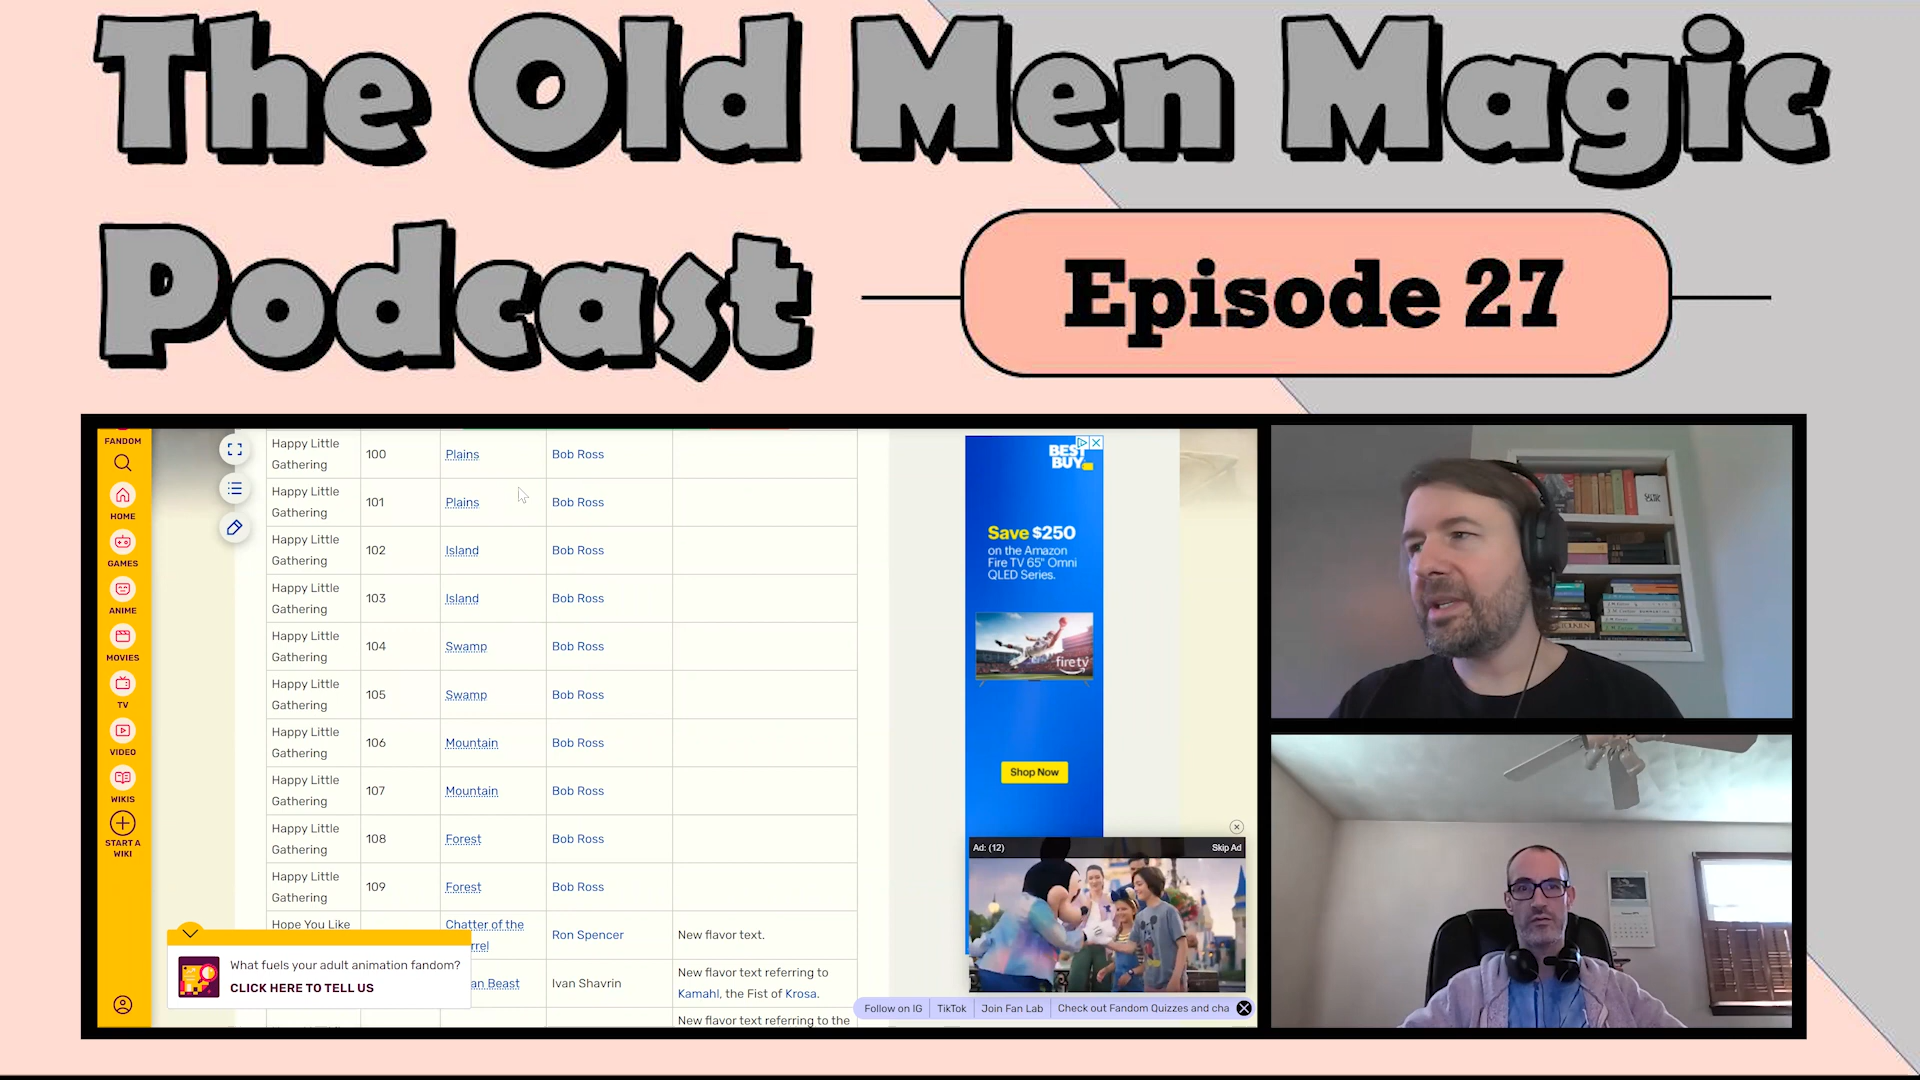 The Old Men Magic
Podcast
Episode 27
FANDOM
HOME
GAMES
ANIME
MOVIES
TV
VIDEO
WIKIS
START A
WIKI
Happy Little
Gathering
100
Plains
Bob Ross
Happy Little
Gathering
101
Plains
Bob Ross
Happy Little
Gathering
102
Island
Bob Ross
Happy Little
Gathering
103
Island
Bob Ross
Happy Little
Gathering
104
Swamp
Bob Ross
Happy Little
Gathering
105
Swamp
Bob Ross
Happy Little
Gathering
106
Mountain
Bob Ross
Happy Little
Gathering
107
Mountain
Bob Ross
Happy Little
Gathering
108
Forest
Bob Ross
Happy Little
Gathering
109
Forest
Bob Ross
Hope You Like
Chatter of the
rrel
Ron Spencer
New flavor text.
an Beast
Ivan Shavrin
New flavor text referring to
Kamahl, the Fist of Krosa.
New flavor text referring to the
What fuels your adult animation fandom?
CLICK HERE TO TELL US
BEST
BUY
Save $250
on the Amazon
Fire TV 65" Omni
QLED Series.
firetv
Shop Now
Ad: (12)
Skip Ad
Follow on IG
TikTok
Join Fan Lab
Check out Fandom Quizzes and cha
TOLKIEN